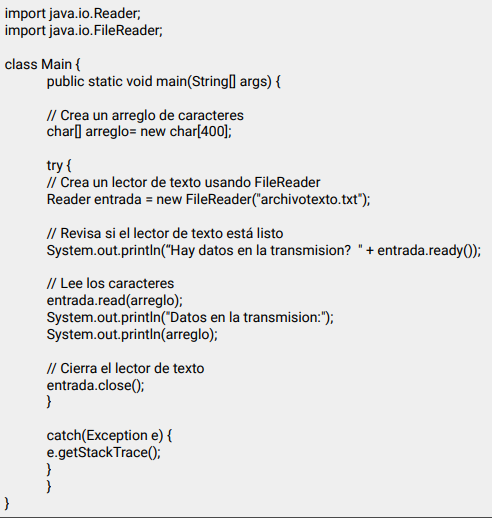 import java.io.Reader;
import java.io.FileReader;
class Main {
public static void main(String[] args) {
// Crea un arreglo de caracteres
char[] arreglo= new char[400];
try {
// Crea un lector de texto usando FileReader
Reader entrada = new FileReader("archivotexto.txt");
// Revisa si el lector de texto está listo
System.out.println("Hay datos en la transmision?  " + entrada.ready());
// Lee los caracteres
entrada.read(arreglo);
System.out.println("Datos en la transmision:");
System.out.println(arreglo);
// Cierra el lector de texto
entrada.close();
}
catch(Exception e) {
e.getStackTrace();
}
}
}